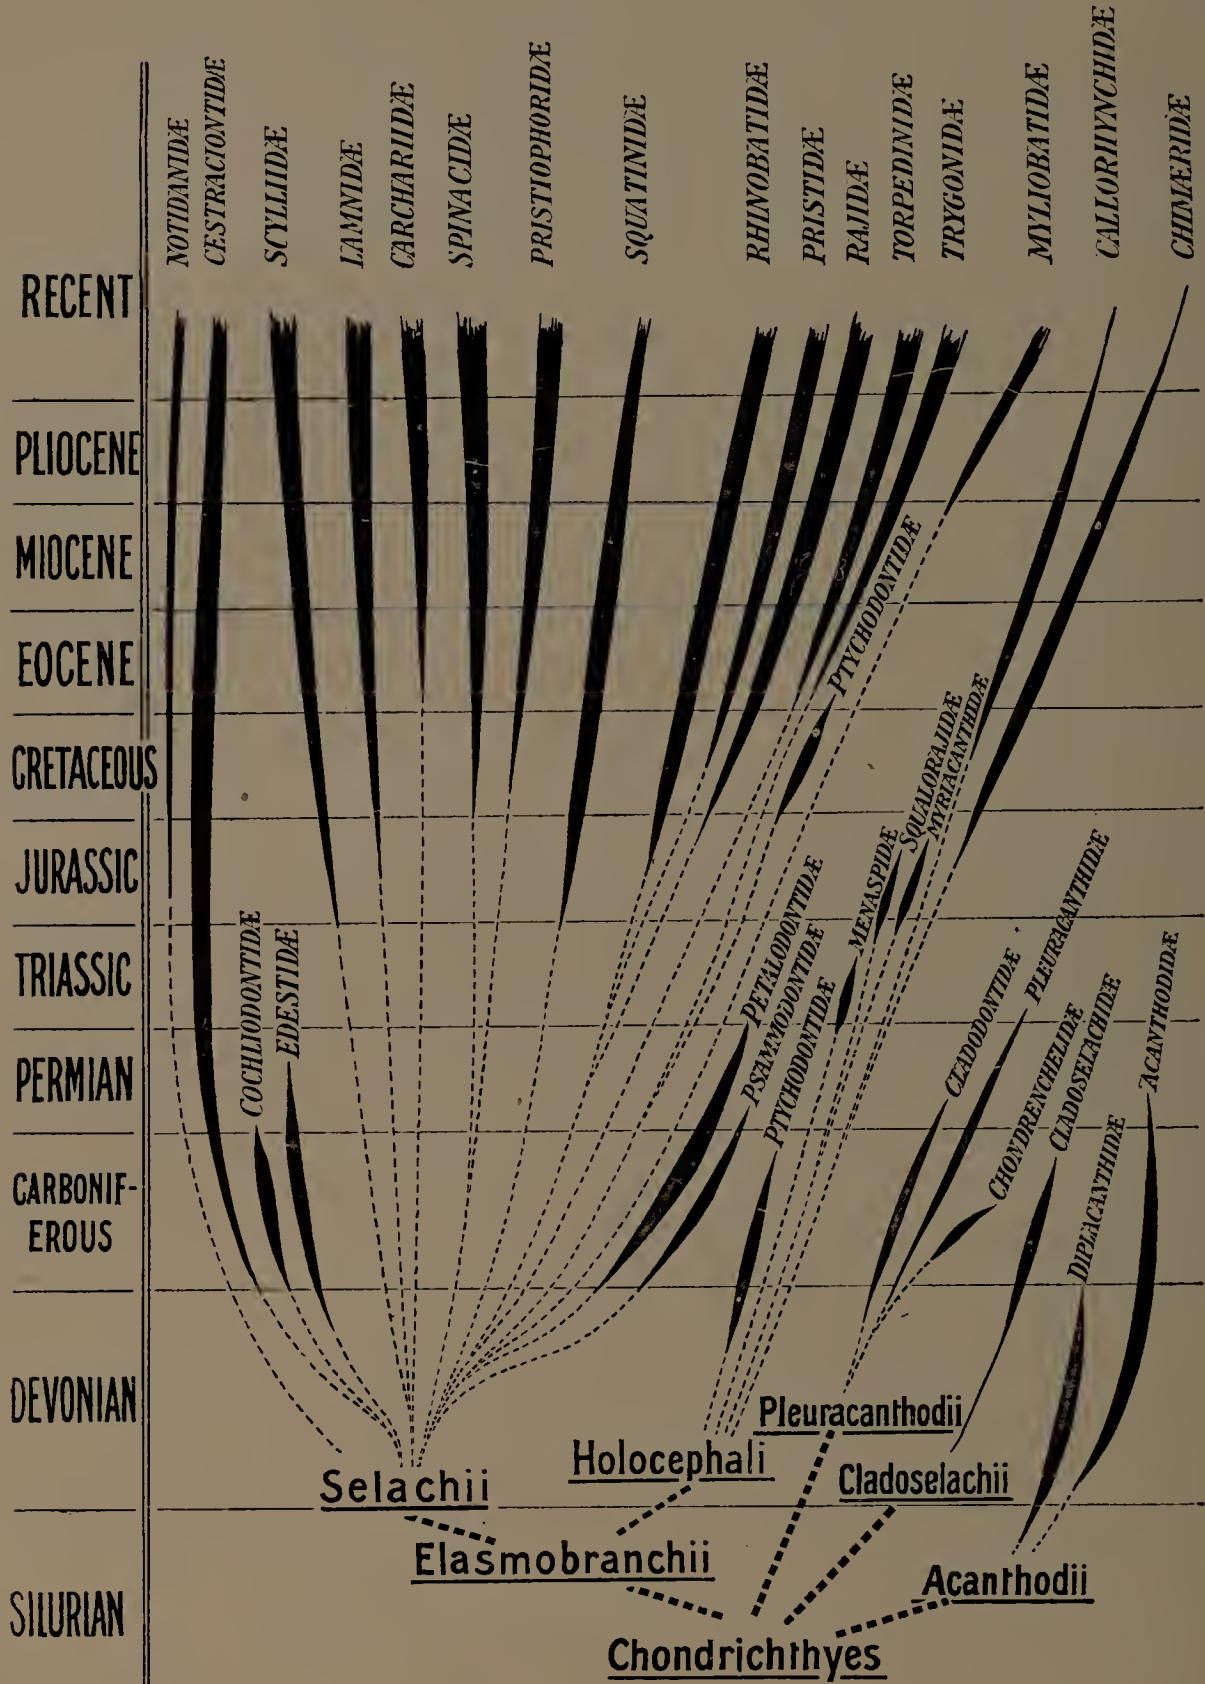 NOTIDANIDÆ
CESTRACIONTIDÆ
SCYLLIIDÆ
LAMNIDÆ
CARCHARIIDÆ
SPINACIDÆ
PRISTIOPHORIDÆ
SQUATINIDÆ
RHINOBATIDÆ
PRISTIDÆ
RAJIDÆ
TORPEDINIDÆ
TRYGONIDÆ
MYLIOBATIDÆ
CALLORHYNCHIDÆ
CHIMÆRIDÆ
RECENT
PLIOCENE
MIOCENE
PTYCHODONTIDÆ
EOCENE
CRETACEOUS
SQUALORAJIDÆ
MYRIACANTHIDÆ
JURASSIC
MENASPIDÆ
PLEURACANTHIDÆ
TRIASSIC
COCHLIODONTIDÆ
EDESTIDÆ
PETALODONTIDÆ
PSAMMODONTIDÆ
PTYCHODONTIDÆ
CLADODONTIDÆ
CHONDRENCHELIDÆ
CLADOSELACHIDÆ
ACANTHODIDÆ
PERMIAN
CARBONIF-
EROUS
DIPLACANTHIDÆ
DEVONIAN
Pleuracanthodii
Holocephali
Cladoselachii
Selachii
Elasmobranchii
Acanthodii
SILURIAN
Chondrichthyes